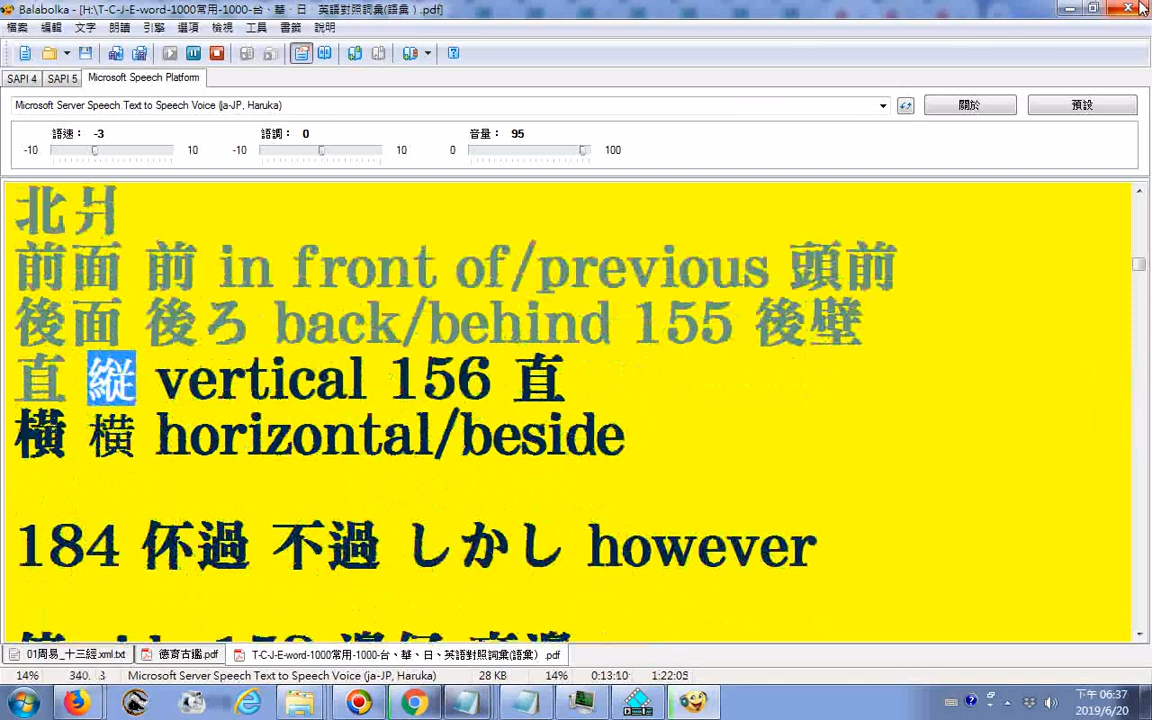 Balabolka - [H:\T-C-J-E-word-1000常用-1000-台、華、日、英語對照詞彙(語彙）.pdf]
檔案 編輯 文字 朗讀 引擎 選項 檢視 工具 書籤 說明
SAPI 4 SAPI 5 Microsoft Speech Platform
Microsoft Server Speech Text to Speech Voice (ja-JP, Haruka) 關於 預設
語速： -3 語調： 0 音量： 95
-10 10 -10 10 0 100
北爿
前面 前 in front of/previous 頭前
後面 後ろ back/behind 155 後壁
直 縦 vertical 156 直
橫 横 horizontal/beside
184 伓過 不過 しかし however
01周易_十三經.xml.txt 德育古鑑.pdf T-C-J-E-word-1000常用-1000-台、華、日、英語對照詞彙(語彙）.pdf
14% Microsoft Server Speech Text to Speech Voice (ja-JP, Haruka) 28 KB 14% 0:13:10 1:22:05
下午 06:37
2019/6/20